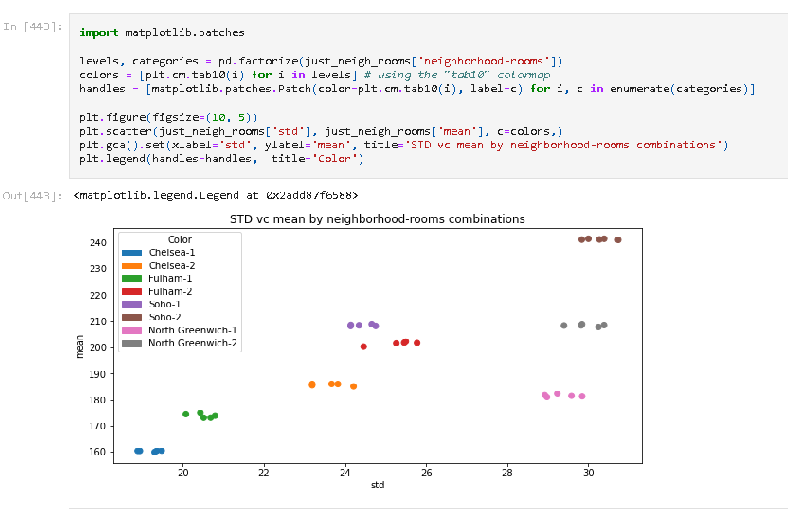 In [443]:
import matplotlib.patches
levels, categories = pd.factorize(just_neigh_rooms['neighborhood-rooms'])
colors = [plt.cm.tab10(i) for i in levels] # using the "tab10" colormap
handles = [matplotlib.patches.Patch(color=plt.cm.tab10(i), label=c) for i, c in enumerate(categories)]
plt.figure(figsize=(10, 5))
plt.scatter(just_neigh_rooms['std'], just_neigh_rooms['mean'], c=colors,)
plt.gca().set(xlabel='std', ylabel='mean', title='STD vc mean by neighborhood-rooms combinations')
plt.legend(handles=handles, title='Color')
Out[443]: <matplotlib.legend.Legend at 0x2add87f6588>
STD vc mean by neighborhood-rooms combinations
Color
Chelsea-1
Chelsea-2
Fulham-1
Fulham-2
Soho-1
Soho-2
North Greenwich-1
North Greenwich-2
mean
240
230
220
210
200
190
180
170
160
20 22 24 26 28 30
std